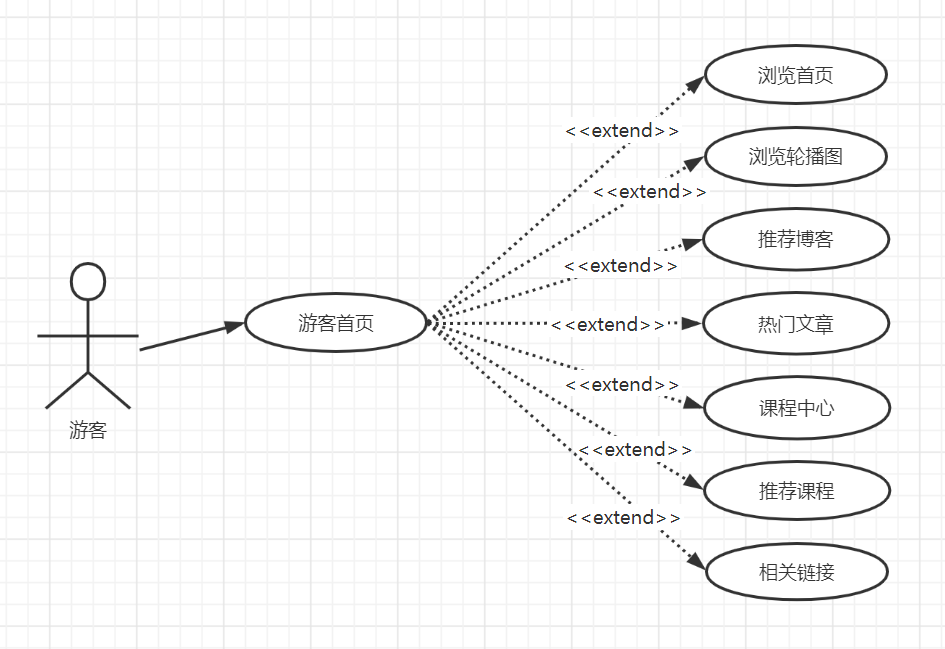 浏览首页
<<extend>>
浏览轮播图
<<extend>>
推荐博客
<<extend>>
游客首页
<<extend>>
热门文章
<<extend>>
课程中心
游客
<<extend>>
推荐课程
<<extend>>
相关链接